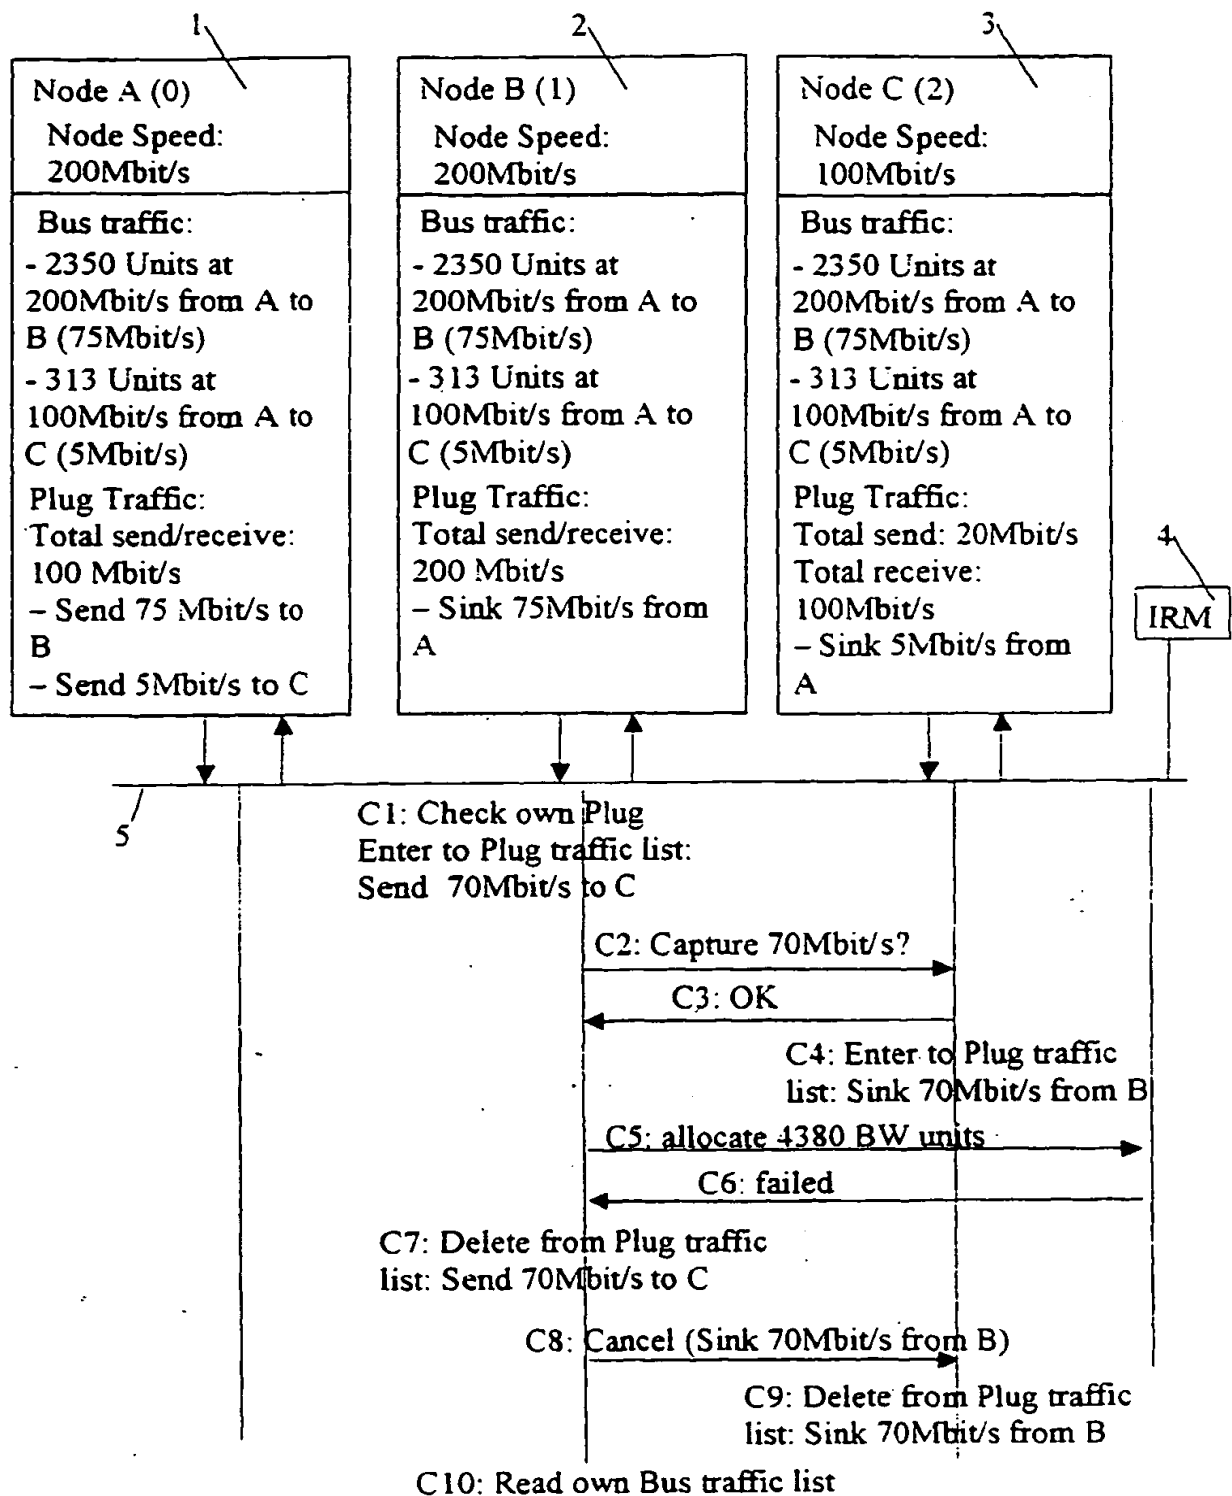 1
2
3
Node A (0)
Node Speed:
200Mbit/s
Bus traffic:
- 2350 Units at
200Mbit/s from A to
B (75Mbit/s)
- 313 Units at
100Mbit/s from A to
C (5Mbit/s)
Plug Traffic:
Total send/receive:
100 Mbit/s
– Send 75 Mbit/s to
B
– Send 5Mbit/s to C
Node B (1)
Node Speed:
200Mbit/s
Bus traffic:
- 2350 Units at
200Mbit/s from A to
B (75Mbit/s)
- 313 Units at
100Mbit/s from A to
C (5Mbit/s)
Plug Traffic:
Total send/receive:
200 Mbit/s
– Sink 75Mbit/s from
A
Node C (2)
Node Speed:
100Mbit/s
Bus traffic:
- 2350 Units at
200Mbit/s from A to
B (75Mbit/s)
- 313 Units at
100Mbit/s from A to
C (5Mbit/s)
Plug Traffic:
Total send: 20Mbit/s
Total receive:
100Mbit/s
– Sink 5Mbit/s from
A
4
IRM
5
C1: Check own Plug
Enter to Plug traffic list:
Send 70Mbit/s to C
C2: Capture 70Mbit/s?
C3: OK
C4: Enter to Plug traffic
list: Sink 70Mbit/s from B
C5: allocate 4380 BW units
C6: failed
C7: Delete from Plug traffic
list: Send 70Mbit/s to C
C8: Cancel (Sink 70Mbit/s from B)
C9: Delete from Plug traffic
list: Sink 70Mbit/s from B
C10: Read own Bus traffic list